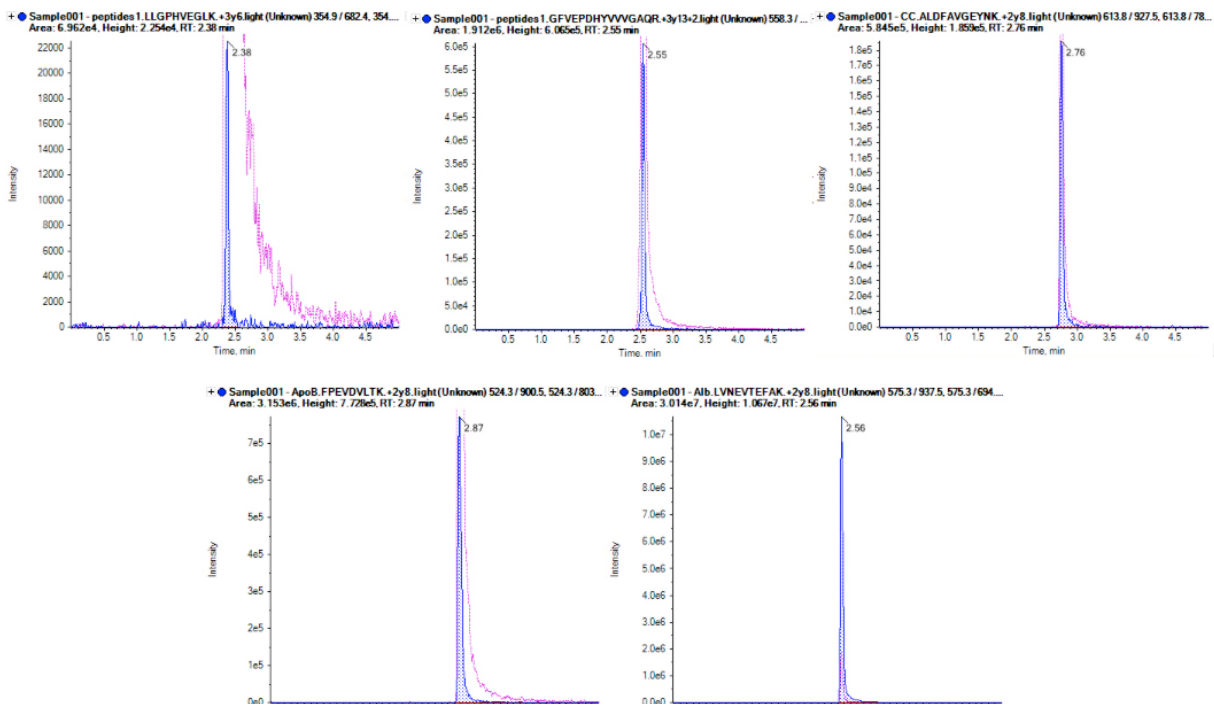 Sample001 - peptides 1.LLGPHVEGLK.+3y6.light (Unknown) 354.9 / 682.4, 354....
Area: 6.962e4, Height: 2.254e4, RT: 2.38 min
22000
20000
18000
16000
14000
12000
10000
8000
6000
4000
2000
0
Intensity
2.38
0.5 1.0 1.5 2.0 2.5 3.0 3.5 4.0 4.5
Time, min
Sample001 - peptides 1.GFVEPDHYVVVGAQR.+3y13+2.light (Unknown) 558.3 / ...
Area: 1.912e6, Height: 6.065e5, RT: 2.55 min
6.0e5
5.5e5
5.0e5
4.5e5
4.0e5
3.5e5
3.0e5
2.5e5
2.0e5
1.5e5
1.0e5
5.0e4
0.0e0
Intensity
2.55
0.5 1.0 1.5 2.0 2.5 3.0 3.5 4.0 4.5
Time, min
Sample001 - CC.ALDFAVGEYNK.+2y8.light (Unknown) 613.8 / 927.5, 613.8 / 78...
Area: 5.845e5, Height: 1.859e5, RT: 2.76 min
1.8e5
1.7e5
1.6e5
1.5e5
1.4e5
1.3e5
1.2e5
1.1e5
1.0e5
9.0e4
8.0e4
7.0e4
6.0e4
5.0e4
4.0e4
3.0e4
2.0e4
1.0e4
0.0e0
Intensity
2.76
0.5 1.0 1.5 2.0 2.5 3.0 3.5 4.0 4.5
Time, min
Sample001 - ApoB.FPEVDVLTK.+2y8.light (Unknown) 524.3 / 900.5, 524.3 / 803...
Area: 3.153e6, Height: 7.728e5, RT: 2.87 min
7e5
6e5
5e5
4e5
3e5
2e5
1e5
0e0
Intensity
2.87
Sample001 - Alb.LVNEVTEFAK.+2y8.light (Unknown) 575.3 / 937.5, 575.3 / 694....
Area: 3.014e7, Height: 1.067e7, RT: 2.56 min
1.0e7
9.0e6
8.0e6
7.0e6
6.0e6
5.0e6
4.0e6
3.0e6
2.0e6
1.0e6
0.0e0
Intensity
2.56